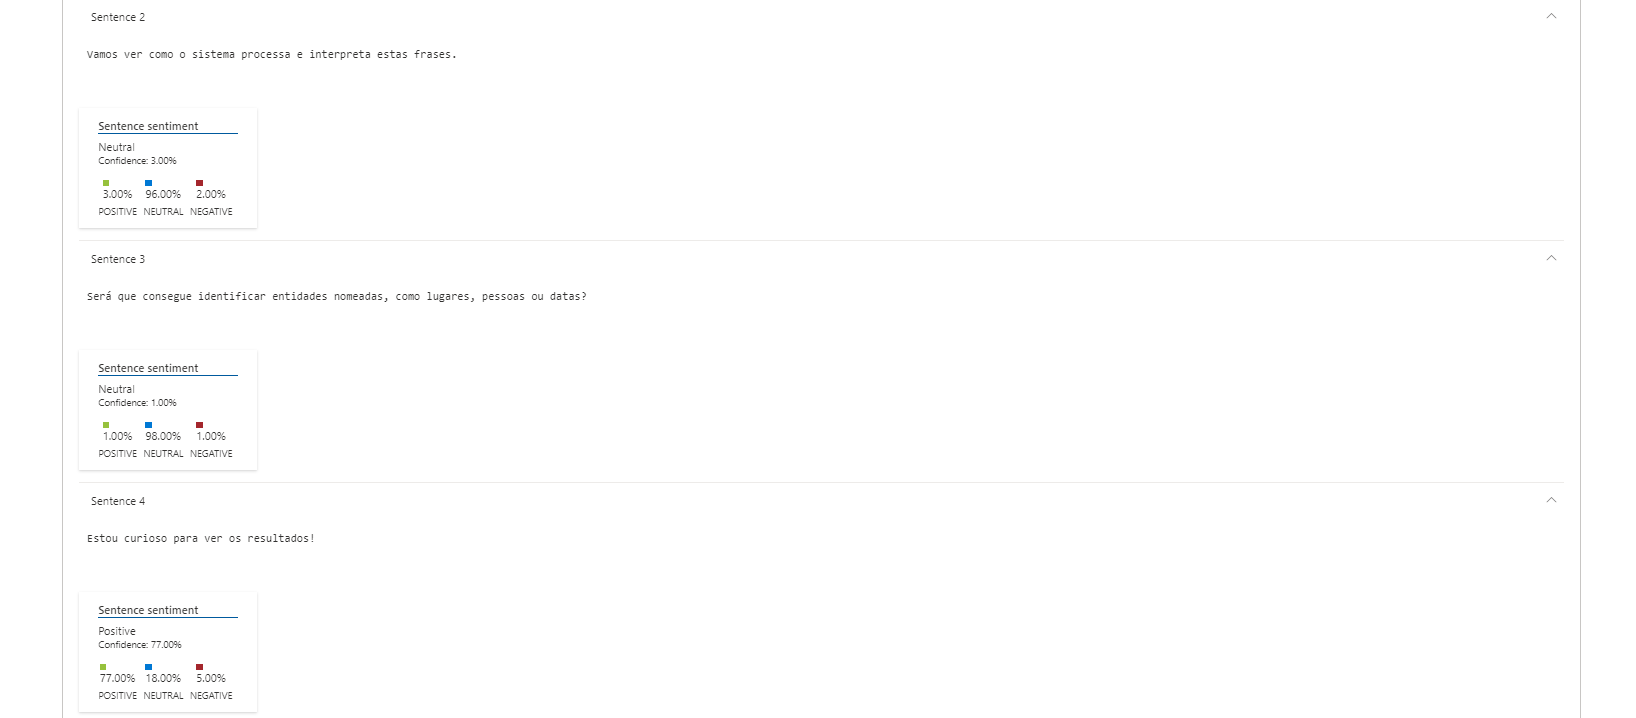 Sentence 2
Vamos ver como o sistema processa e interpreta estas frases.
Sentence sentiment
Neutral
Confidence: 3.00%
3.00% 96.00% 2.00%
POSITIVE NEUTRAL NEGATIVE
Sentence 3
Será que consegue identificar entidades nomeadas, como lugares, pessoas ou datas?
Sentence sentiment
Neutral
Confidence: 1.00%
1.00% 98.00% 1.00%
POSITIVE NEUTRAL NEGATIVE
Sentence 4
Estou curioso para ver os resultados!
Sentence sentiment
Positive
Confidence: 77.00%
77.00% 18.00% 5.00%
POSITIVE NEUTRAL NEGATIVE